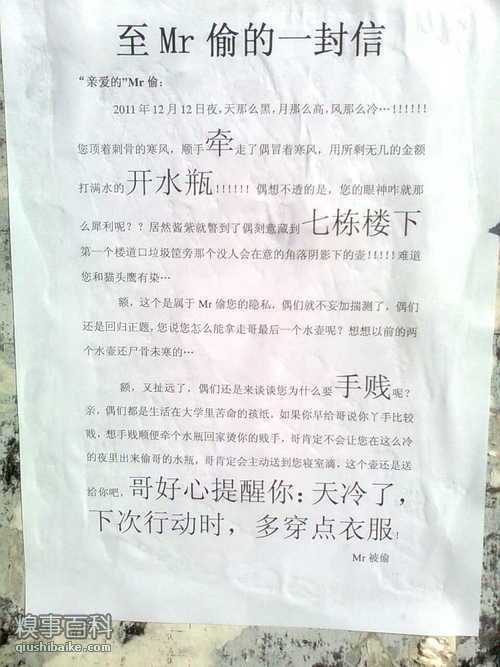 至Mr偷的一封信
“亲爱的”Mr偷：
2011年12月12日夜，天那么黑，月那么高，风那么冷…！！！！！！
您顶着刺骨的寒风，顺手牵走了偶冒着寒风，用所剩无几的金额
打满水的开水瓶！！！！！！偶想不透的是，您的眼神咋就那
么犀利呢？？居然酱紫就瞥到了偶刻意藏到七栋楼下
第一个楼道口垃圾筐旁那个没人会在意的角落阴影下的壶！！！！！难道
您和猫头鹰有染…
额，这个是属于Mr偷您的隐私，偶们就不妄加揣测了，偶们
还是回归正题，您说您怎么能拿走哥最后一个水壶呢？想想以前的两
个水壶还尸骨未寒的…
额，又扯远了，偶们还是来谈谈您为什么要手贱呢？
亲，偶们都是生活在大学里苦命的孩纸，如果你早给哥说你丫手比较
贱，想手贱顺便牵个水瓶回家烫你的贱手，哥肯定不会让您在这么冷
的夜里出来偷哥的水瓶，哥肯定会主动送到您寝室滴，这个壶还是送
给你吧，哥好心提醒你：天冷了，
下次行动时，多穿点衣服！
Mr被偷
糗事百科
qiushibaike.com